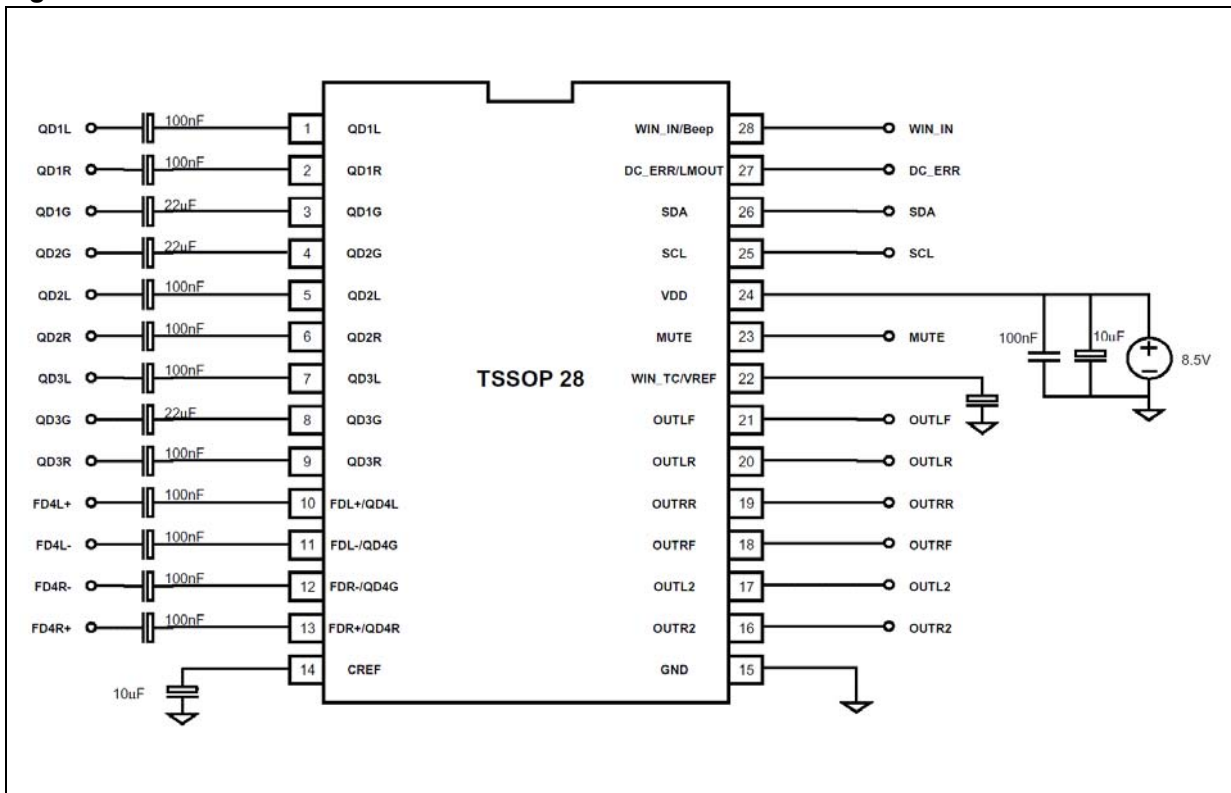 QD1L 100nF 1 QD1L WIN_IN/Beep 28 WIN_IN
QD1R 100nF 2 QD1R DC_ERR/LMOUT 27 DC_ERR
QD1G 22uF 3 QD1G SDA 26 SDA
QD2G 22uF 4 QD2G SCL 25 SCL
QD2L 100nF 5 QD2L VDD 24
QD2R 100nF 6 QD2R MUTE 23 MUTE 100nF 10uF 8.5V
QD3L 100nF 7 QD3L TSSOP 28 WIN_TC/VREF 22
QD3G 22uF 8 QD3G OUTLF 21 OUTLF
QD3R 100nF 9 QD3R OUTLR 20 OUTLR
FD4L+ 100nF 10 FDL+/QD4L OUTRR 19 OUTRR
FD4L- 100nF 11 FDL-/QD4G OUTRF 18 OUTRF
FD4R- 100nF 12 FDR-/QD4G OUTL2 17 OUTL2
FD4R+ 100nF 13 FDR+/QD4R OUTR2 16 OUTR2
14 CREF GND 15
10uF